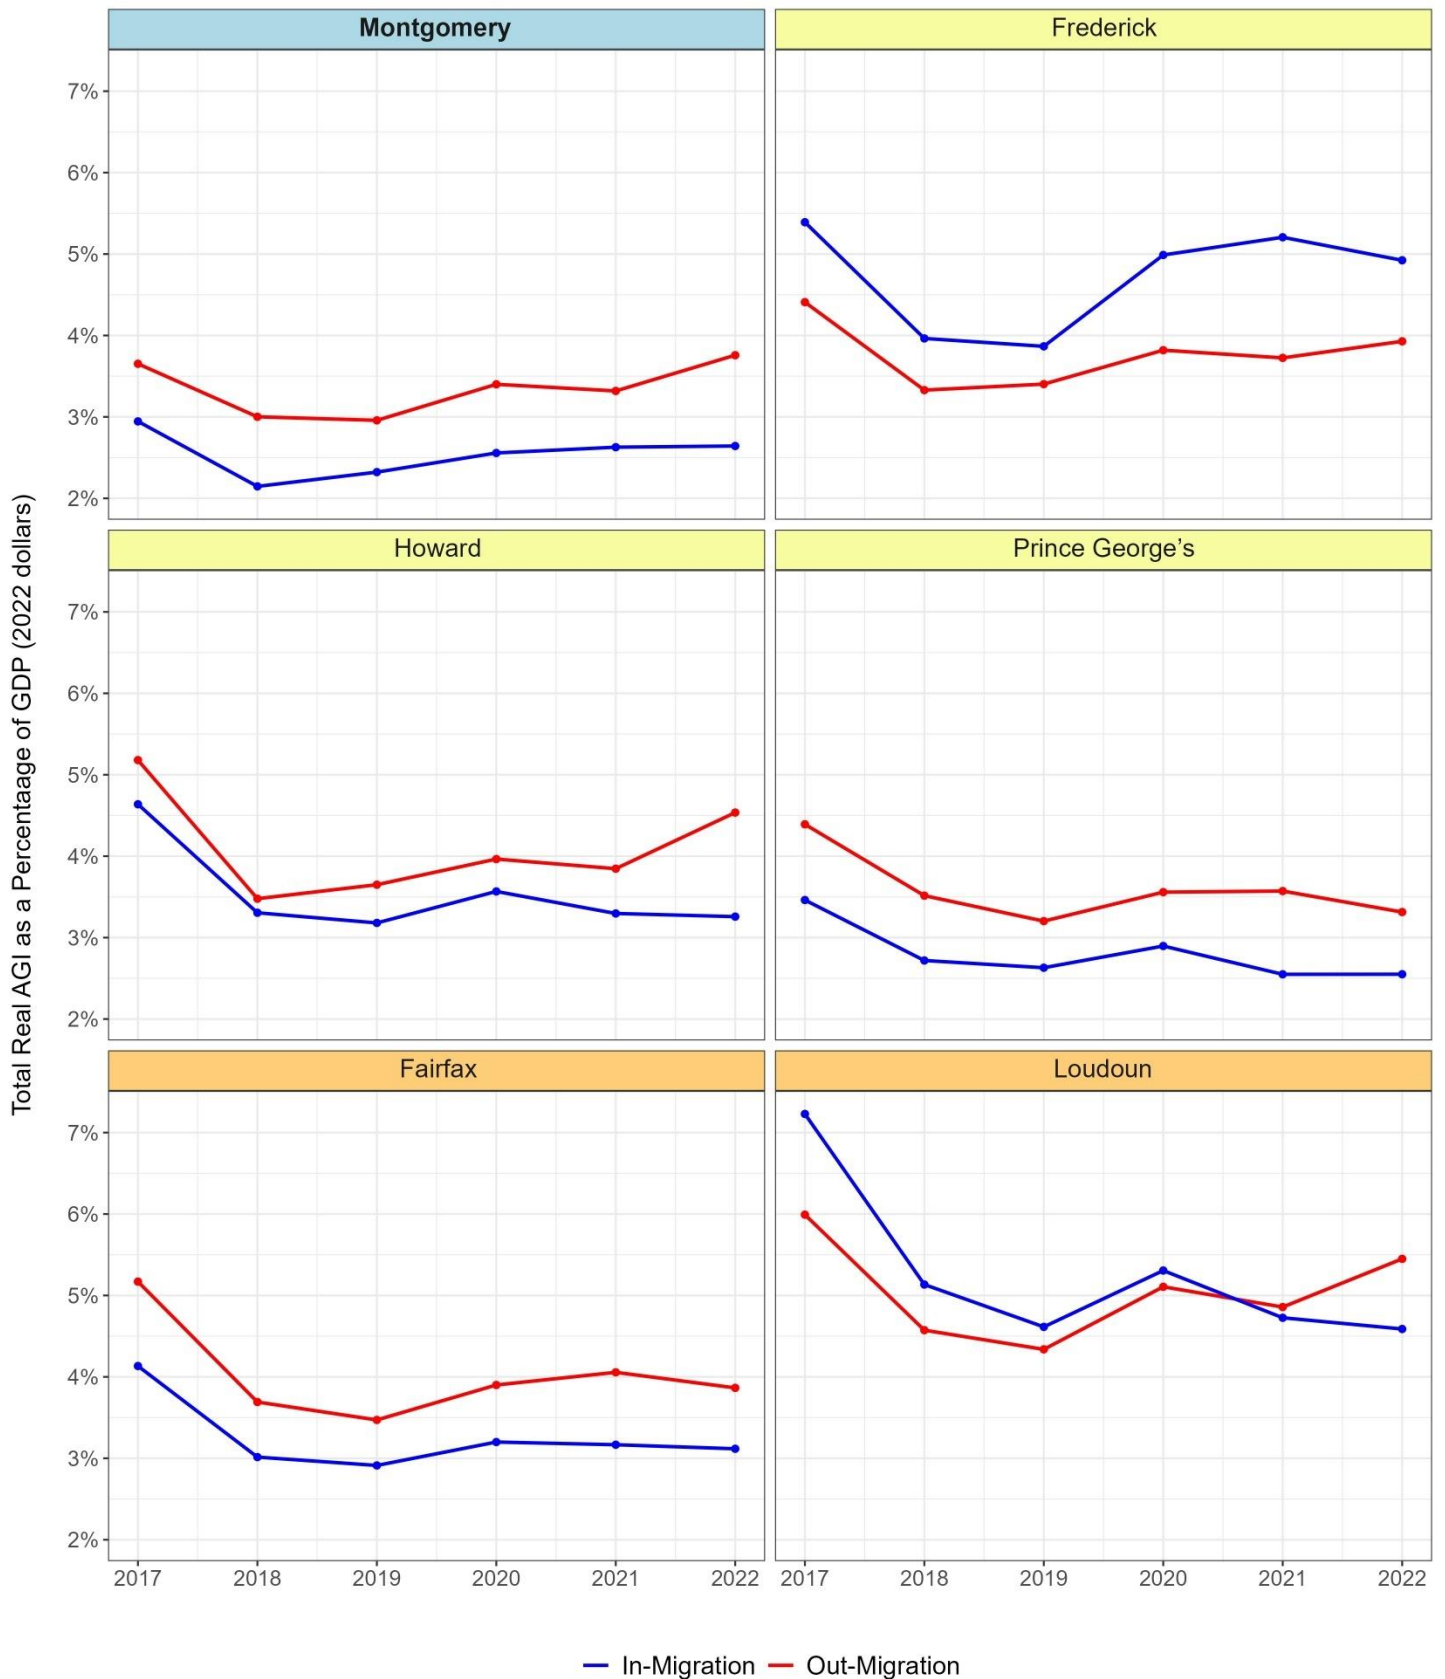 Total Real AGI as a Percentaage of GDP (2022 dollars)
Montgomery
Frederick
7%
6%
5%
4%
3%
2%
Howard
Prince George’s
7%
6%
5%
4%
3%
2%
Fairfax
Loudoun
7%
6%
5%
4%
3%
2%
2017 2018 2019 2020 2021 2022
2017 2018 2019 2020 2021 2022
In-Migration Out-Migration